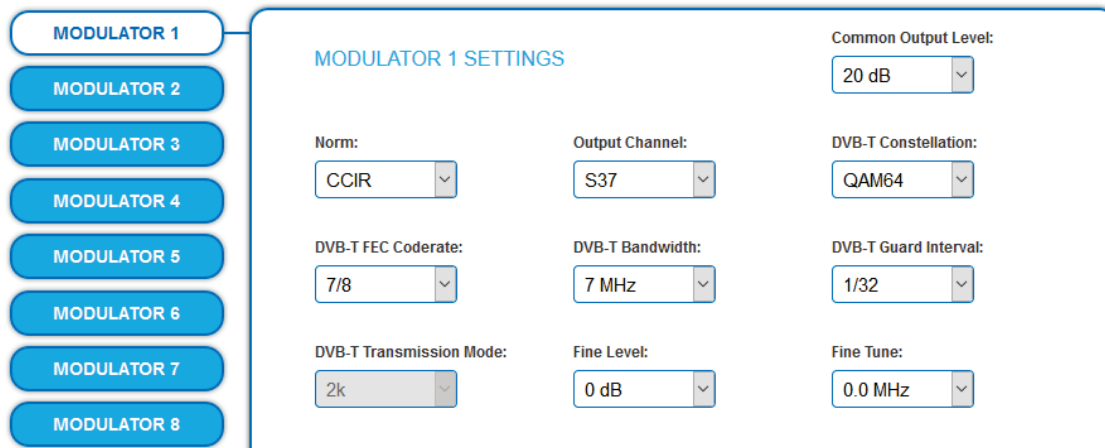 MODULATOR 1
MODULATOR 2
MODULATOR 3
MODULATOR 4
MODULATOR 5
MODULATOR 6
MODULATOR 7
MODULATOR 8
MODULATOR 1 SETTINGS
Common Output Level:
20 dB
Norm:
CCIR
Output Channel:
S37
DVB-T Constellation:
QAM64
DVB-T FEC Coderate:
7/8
DVB-T Bandwidth:
7 MHz
DVB-T Guard Interval:
1/32
DVB-T Transmission Mode:
2k
Fine Level:
0 dB
Fine Tune:
0.0 MHz